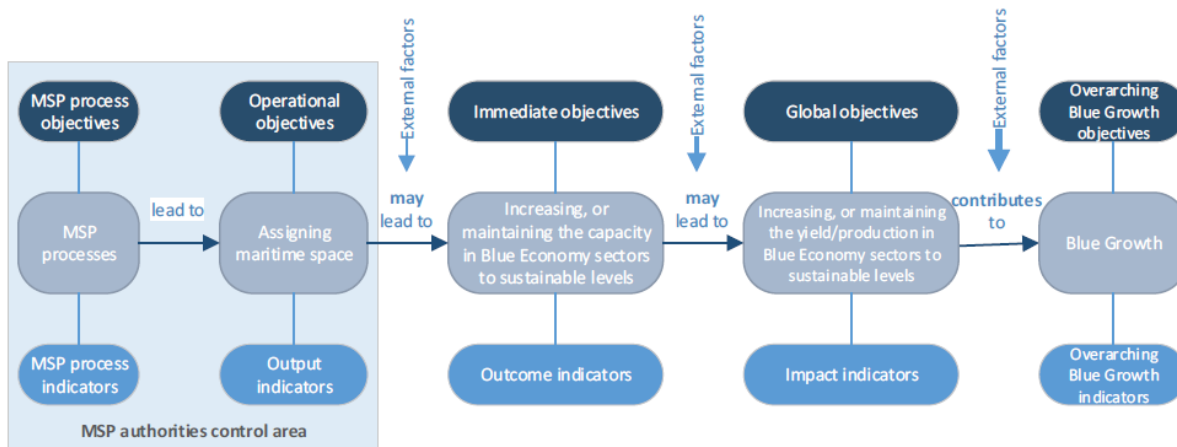 External factors
External factors
External factors
MSP process
objectives
Operational
objectives
Immediate objectives
Global objectives
Overarching
Blue Growth
objectives
MSP
processes
lead to
Assigning
maritime space
may
lead to
Increasing, or
maintaining the capacity
in Blue Economy sectors
to sustainable levels
may
lead to
Increasing, or maintaining
the yield/production in
Blue Economy sectors to
sustainable levels
contributes
to
Blue Growth
MSP process
indicators
Output
indicators
Outcome indicators
Impact indicators
Overarching
Blue Growth
indicators
MSP authorities control area